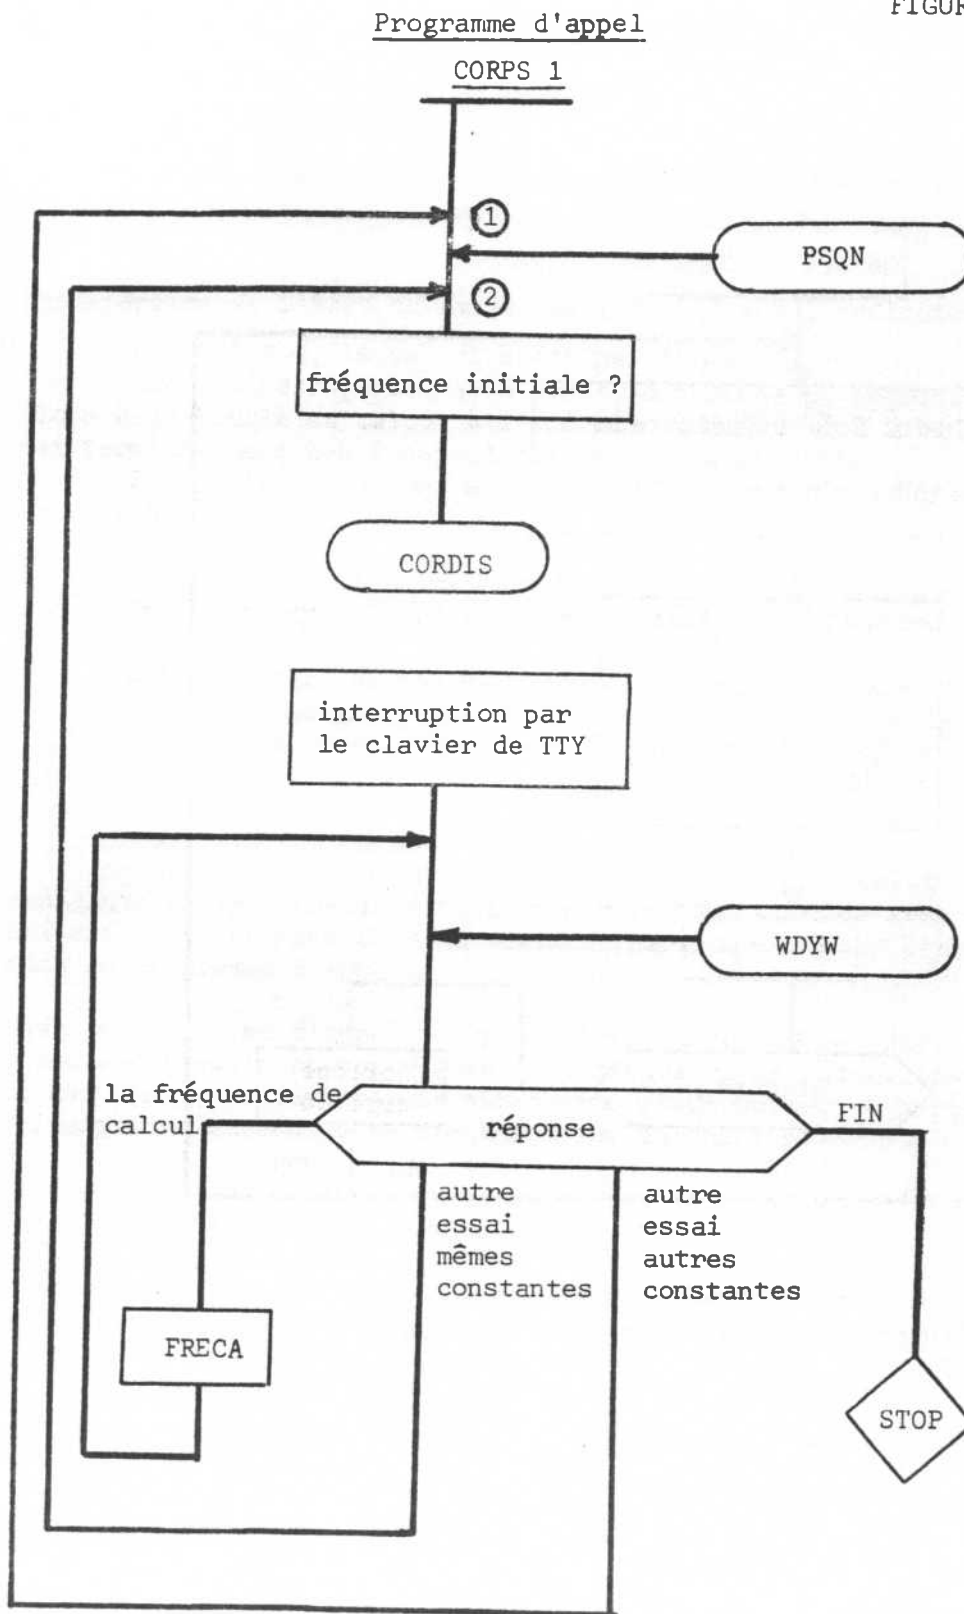 FIGUR
Programme d'appel
CORPS 1
1
PSQN
2
fréquence initiale ?
CORDIS
interruption par
le clavier de TTY
WDYW
la fréquence de
calcul
réponse
FIN
autre
essai
mêmes
constantes
autre
essai
autres
constantes
FRECA
STOP